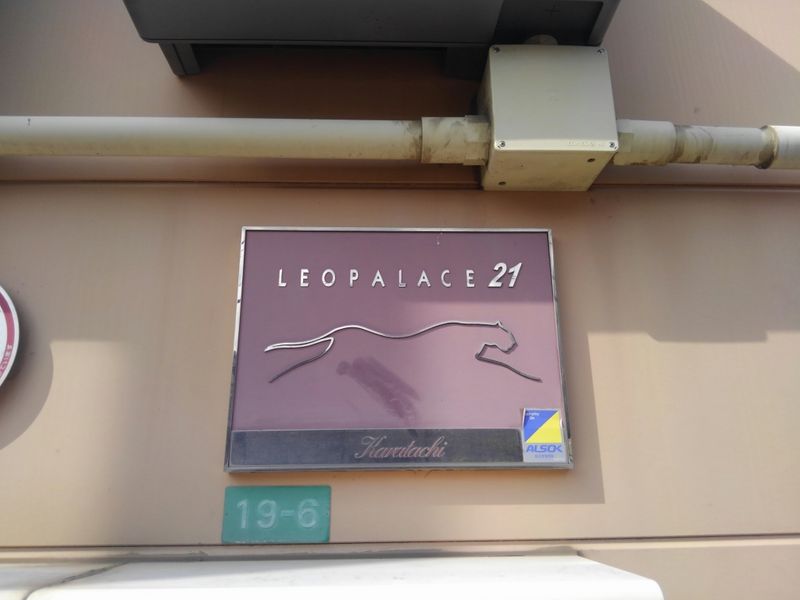 LEOPALACE 21
Karatachi
ALSOK
19-6